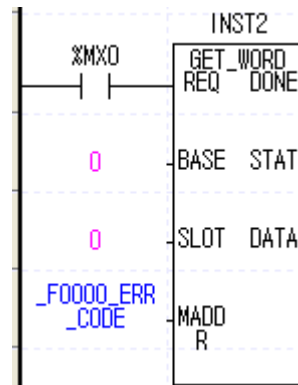 INST2
%MX0
GET_WORD
REQ DONE
0
BASE STAT
0
SLOT DATA
_F0000_ERR
_CODE
MADD
R